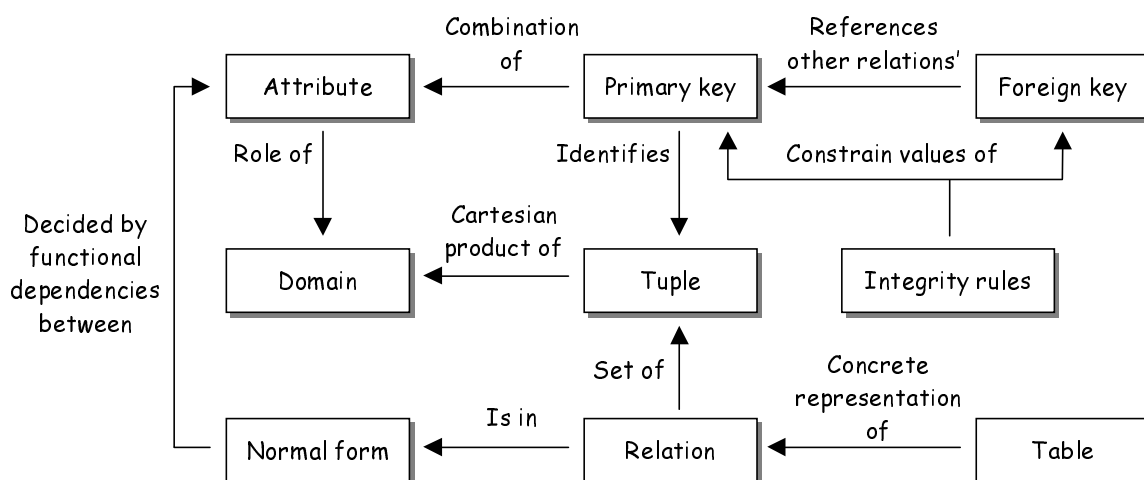 Combination
of
References
other relations’
Attribute
Primary key
Foreign key
Role of
Identifies
Constrain values of
Decided by
functional
dependencies
between
Cartesian
product of
Domain
Tuple
Integrity rules
Set of
Concrete
representation
of
Is in
Normal form
Relation
Table